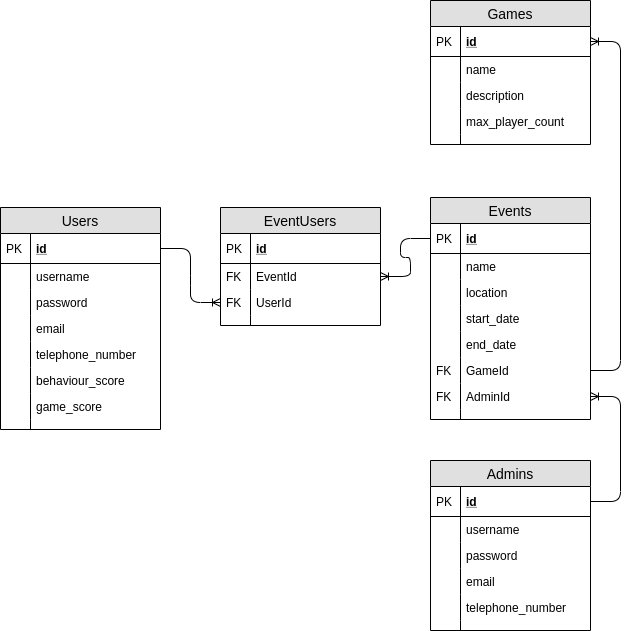 Games
PK id
name
description
max_player_count
Users
PK id
username
password
email
telephone_number
behaviour_score
game_score
EventUsers
PK id
FK EventId
FK UserId
Events
PK id
name
location
start_date
end_date
FK GameId
FK AdminId
Admins
PK id
username
password
email
telephone_number